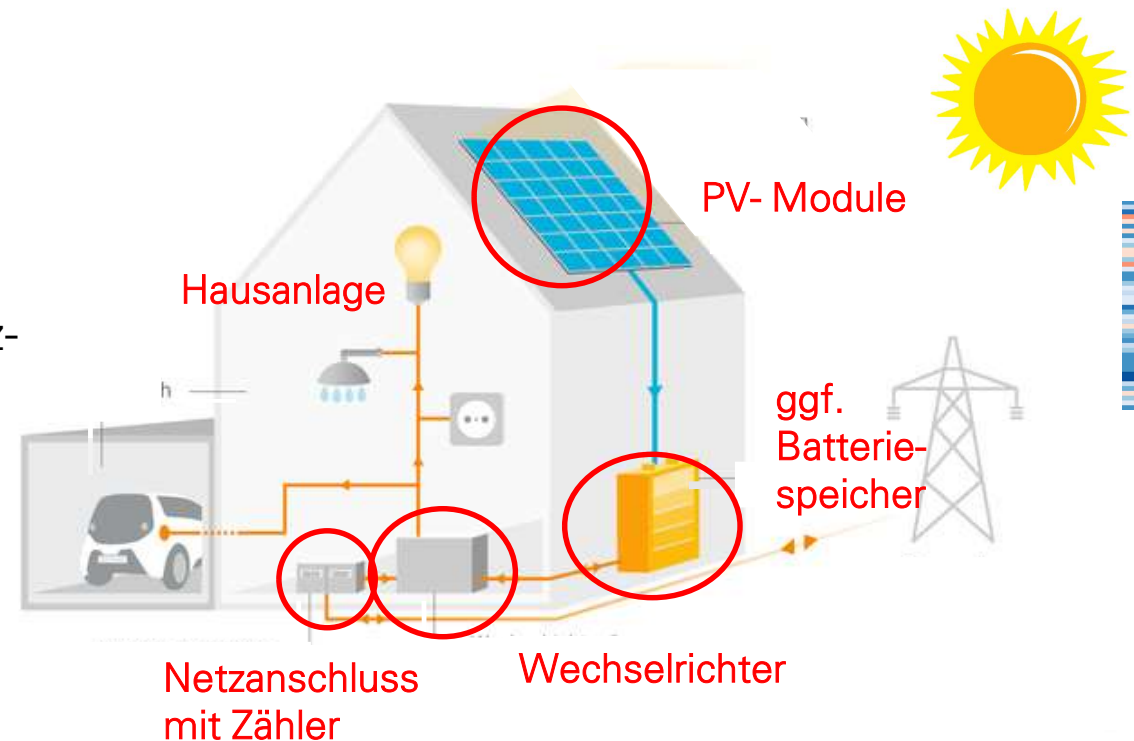 PV- Module
Hausanlage
z-
h
ggf.
Batterie-
speicher
Netzanschluss
mit Zähler
Wechselrichter